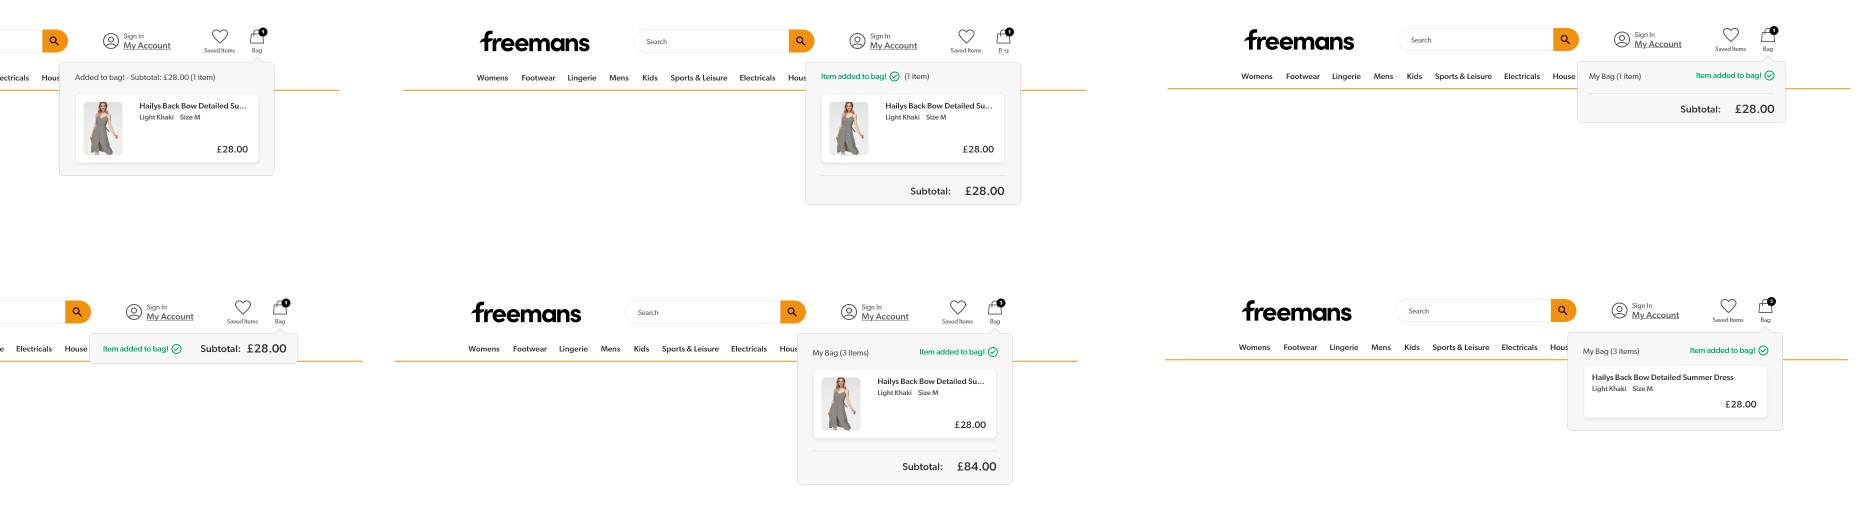 Sign In
My Account
Saved Items
1
Bag
ectricals Hous
Added to bag! - Subtotal: £28.00 (1 item)
Hailys Back Bow Detailed Su...
Light Khaki Size M
£28.00
freemans
Search
Sign In
My Account
Saved Items
1
Womens Footwear Lingerie Mens Kids Sports & Leisure Electricals Hous
Item added to bag! (1 item)
Hailys Back Bow Detailed Su...
Light Khaki Size M
£28.00
Subtotal: £28.00
freemans
Search
Sign In
My Account
Saved Items
1
Bag
Womens Footwear Lingerie Mens Kids Sports & Leisure Electricals House
My Bag (1 item) Item added to bag!
Subtotal: £28.00
Sign In
My Account
Saved Items
1
Bag
e Electricals House
Item added to bag! Subtotal: £28.00
freemans
Search
Sign In
My Account
Saved Items
3
Bag
Womens Footwear Lingerie Mens Kids Sports & Leisure Electricals Hous
My Bag (3 items) Item added to bag!
Hailys Back Bow Detailed Su...
Light Khaki Size M
£28.00
Subtotal: £84.00
freemans
Search
Sign In
My Account
Saved Items
Bag
Womens Footwear Lingerie Mens Kids Sports & Leisure Electricals Hous
My Bag (3 items) Item added to bag!
Hailys Back Bow Detailed Summer Dress
Light Khaki Size M
£28.00